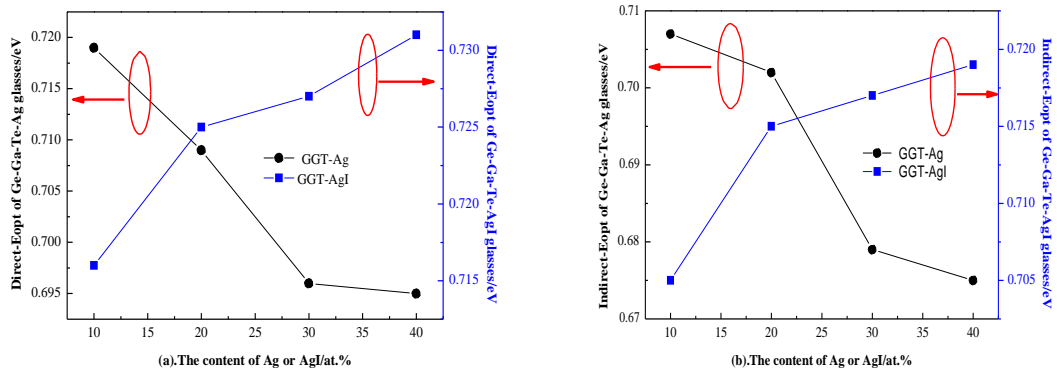 Direct-Eopt of Ge-Ga-Te-Ag glasses/eV
0.720
0.715
0.710
0.705
0.700
0.695
GGT-Ag
GGT-AgI
0.730
0.725
0.720
0.715
Direct-Eopt of Ge-Ga-Te-AgI glasses/eV
10 15 20 25 30 35 40
(a).The content of Ag or AgI/at.%
Indirect-Eopt of Ge-Ga-Te-Ag glasses/eV
0.71
0.70
0.69
0.68
0.67
GGT-Ag
GGT-AgI
0.720
0.715
0.710
0.705
Indirect-Eopt of Ge-Ga-Te-AgI glasses/eV
10 15 20 25 30 35 40
(b).The content of Ag or AgI/at.%